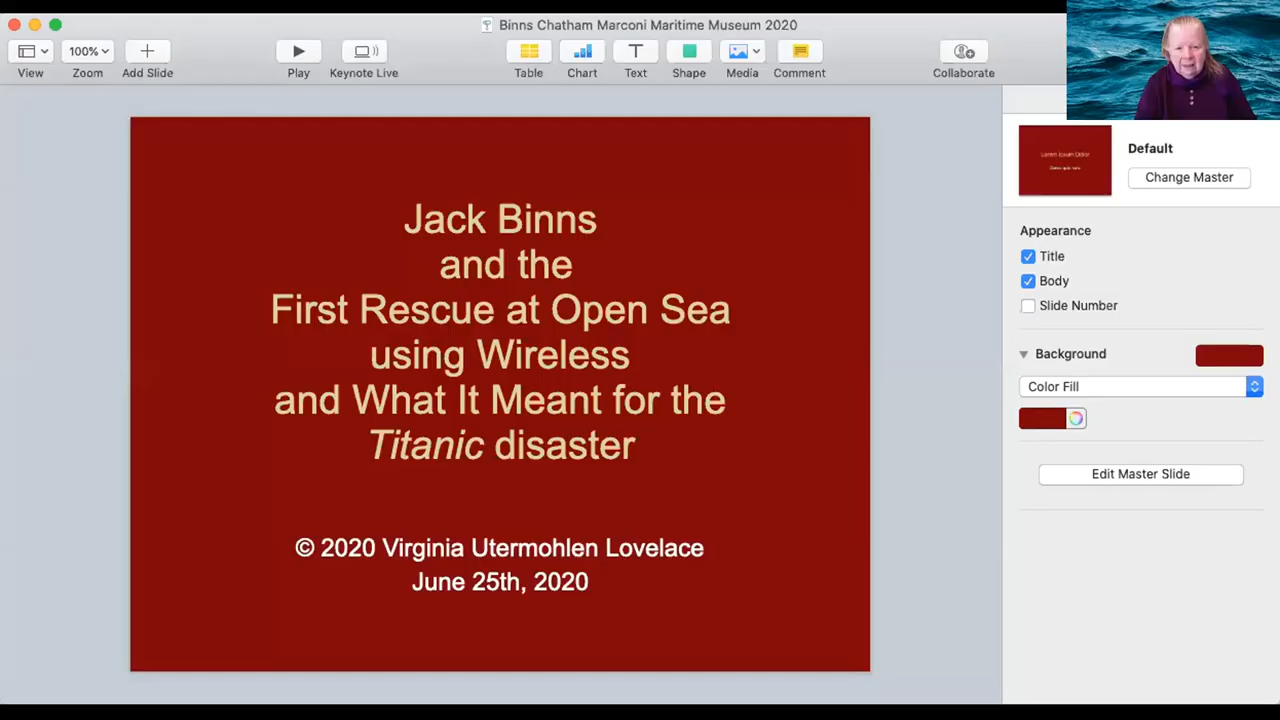 Binns Chatham Marconi Maritime Museum 2020
100%
View
Zoom
Add Slide
Play
Keynote Live
Table
Chart
Text
Shape
Media
Comment
Collaborate
Jack Binns
and the
First Rescue at Open Sea
using Wireless
and What It Meant for the
Titanic disaster
© 2020 Virginia Utermohlen Lovelace
June 25th, 2020
Lorem Ipsum Dolor
Default
Change Master
Appearance
Title
Body
Slide Number
Background
Color Fill
Edit Master Slide